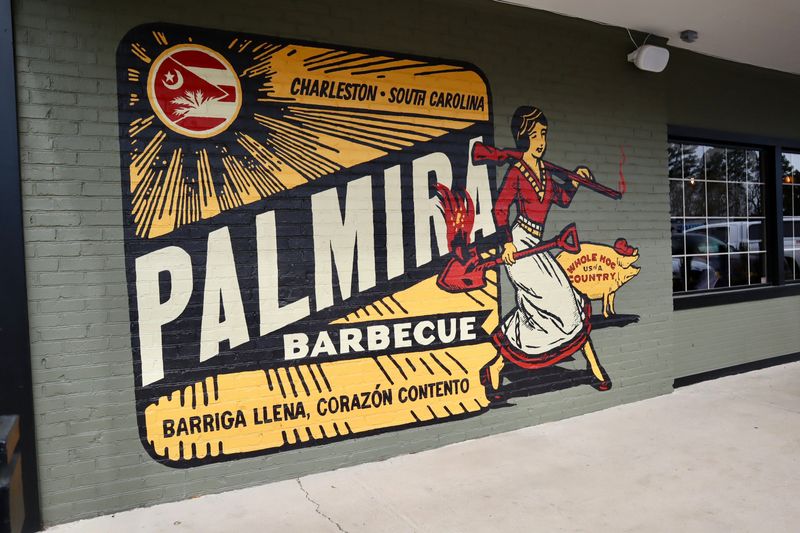 CHARLESTON • SOUTH CAROLINA
PALMIRA
BARBECUE
BARRIGA LLENA, CORAZÓN CONTENTO
WHOLE HOG
USA
COUNTRY